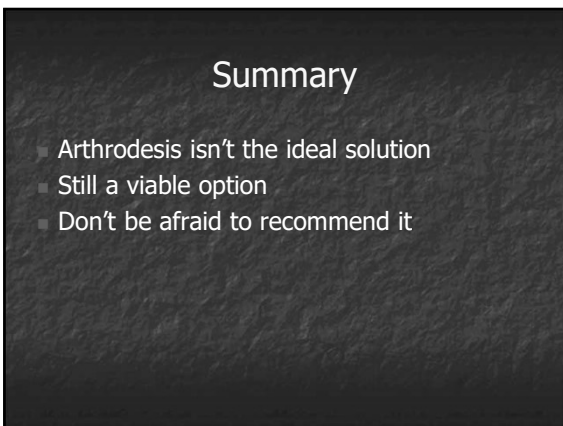 Summary
Arthrodesis isn't the ideal solution
Still a viable option
Don't be afraid to recommend it